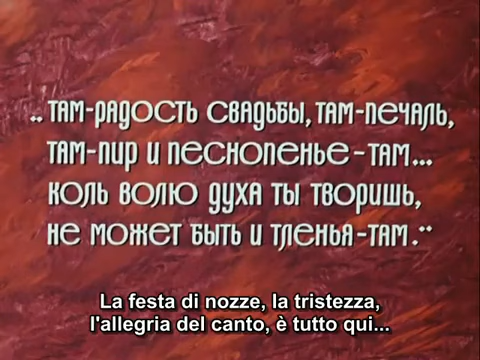 „ там-радость свадьбы, там-печаль,
там-пир и песнопенье-там...
коль волю духа ты творишь,
не может быть и тленья-там."
La festa di nozze, la tristezza,
l'allegria del canto, è tutto qui...